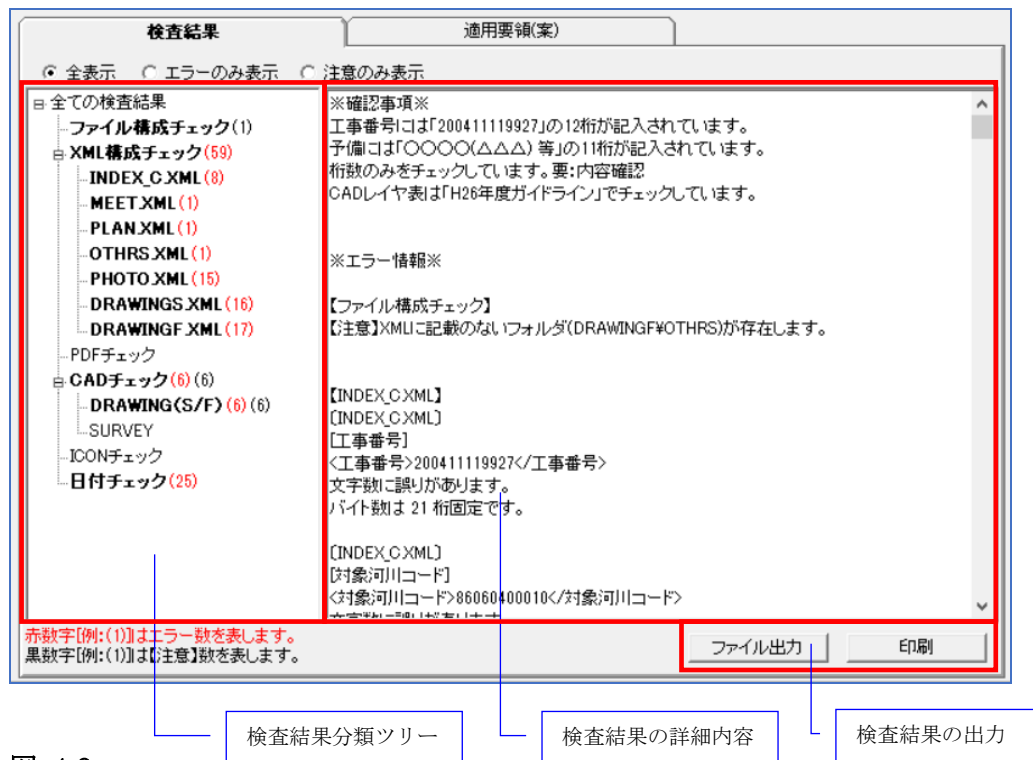 検査結果
適用要領(案)
全表示 エラーのみ表示 注意のみ表示
全ての検査結果
ファイル構成チェック(1)
XML構成チェック(59)
INDEX_C.XML(8)
MEET.XML(1)
PLAN.XML(1)
OTHRS.XML(1)
PHOTO.XML(15)
DRAWINGS.XML(16)
DRAWINGF.XML(17)
PDFチェック
CADチェック(6)(6)
DRAWING(S/F)(6)(6)
SURVEY
ICONチェック
日付チェック(25)
※確認事項※
工事番号には「200411119927」の12桁が記入されています。
予備には「○○○○(△△△) 等」の11桁が記入されています。
桁数のみをチェックしています。要:内容確認
CADレイヤ表は「H26年度ガイドライン」でチェックしています。
※エラー情報※
【ファイル構成チェック】
【注意】XMLに記載のないフォルダ(DRAWINGF¥OTHRS)が存在します。
【INDEX_C.XML】
〔INDEX_C.XML〕
[工事番号]
<工事番号>200411119927</工事番号>
文字数に誤りがあります。
バイト数は 21 桁固定です。
〔INDEX_C.XML〕
[対象河川コード]
<対象河川コード>86060400010</対象河川コード>
赤数字[例:(1)]はエラー数を表します。
黒数字[例:(1)]は【注意】数を表します。
ファイル出力
印刷
検査結果分類ツリー
検査結果の詳細内容
検査結果の出力